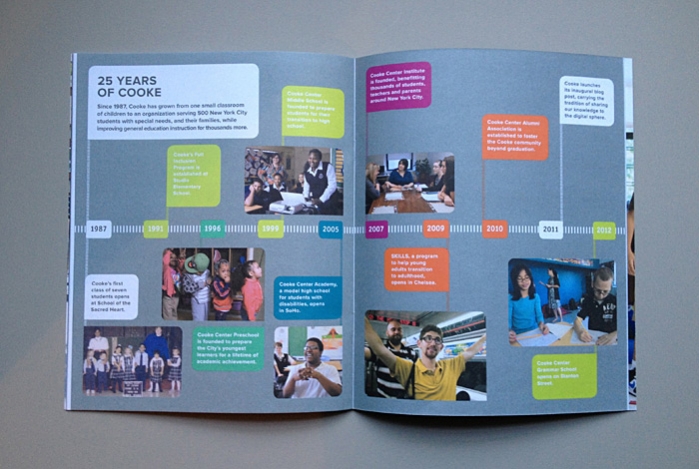 25 YEARS
OF COOKE
Since 1987, Cooke has grown from one small classroom
of children to an organization serving 500 New York City
students with special needs, and their families, while
improving general education instruction for thousands more.
Cooke Center
Middle School is
founded to prepare
students for their
transition to high
school.
Cooke's Full
Inclusion
Program is
established at
Elementary
School.
1987
1991
1996
1999
2005
Cooke's first
class of seven
students opens
at School of the
Sacred Heart.
Cooke Center Academy,
a model high school
for students with
disabilities, opens
in SoHo.
Cooke Center Preschool
is founded to prepare
the City's youngest
learners for a lifetime of
academic achievement.
Cooke Center Institute
is founded, benefitting
thousands of students,
teachers and parents
around New York City.
Cooke Center Alumni
Association is
established to foster
the Cooke community
beyond graduation.
Cooke launches
its inaugural blog
post, carrying the
tradition of sharing
our knowledge to
the digital sphere.
2007
2009
2010
2011
2012
SKILLS, a program
to help young
adults transition
to adulthood,
opens in Chelsea.
Cooke Center
Grammar School
opens on Stanton
Street.